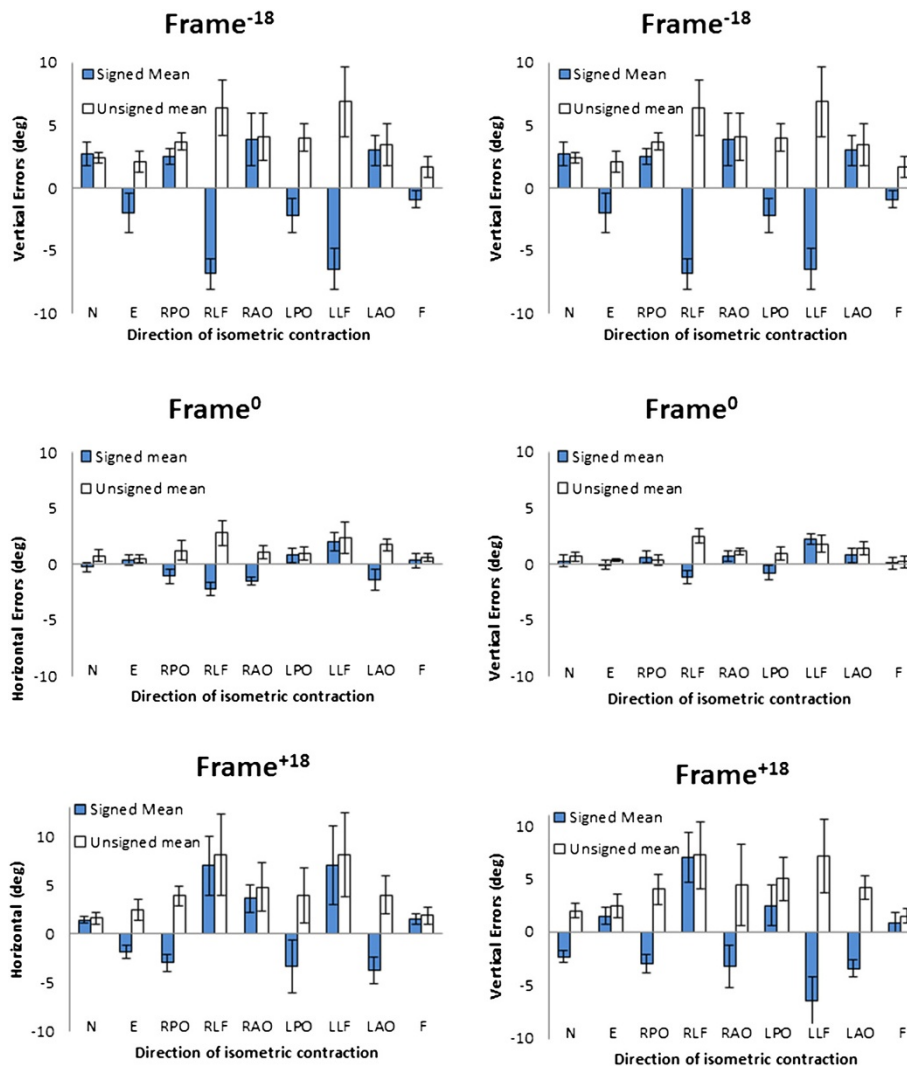 Frame-18
10
5
0
-5
-10
Vertical Errors (deg)
Signed Mean
Unsigned mean
N E RPO RLF RAO LPO LLF LAO F
Direction of isometric contraction
Frame-18
10
5
0
-5
-10
Vertical Errors (deg)
Signed Mean
Unsigned mean
N E RPO RLF RAO LPO LLF LAO F
Direction of isometric contraction
Frame0
10
5
0
-5
-10
Horizontal Errors (deg)
Signed mean
Unsigned mean
N E RPO RLF RAO LPO LLF LAO F
Direction of isometric contraction
Frame0
10
5
0
-5
-10
Vertical Errors (deg)
Signed mean
Unsigned mean
N E RPO RLF RAO LPO LLF LAO F
Direction of isometric contraction
Frame+18
10
5
0
-5
-10
Horizontal (deg)
Signed Mean
Unsigned mean
N E RPO RLF RAO LPO LLF LAO F
Direction of isometric contraction
Frame+18
10
5
0
-5
-10
Vertical Errors (deg)
Signed Mean
Unsigned mean
N E RPO RLF RAO LPO LLF LAO F
Direction of isometric contraction